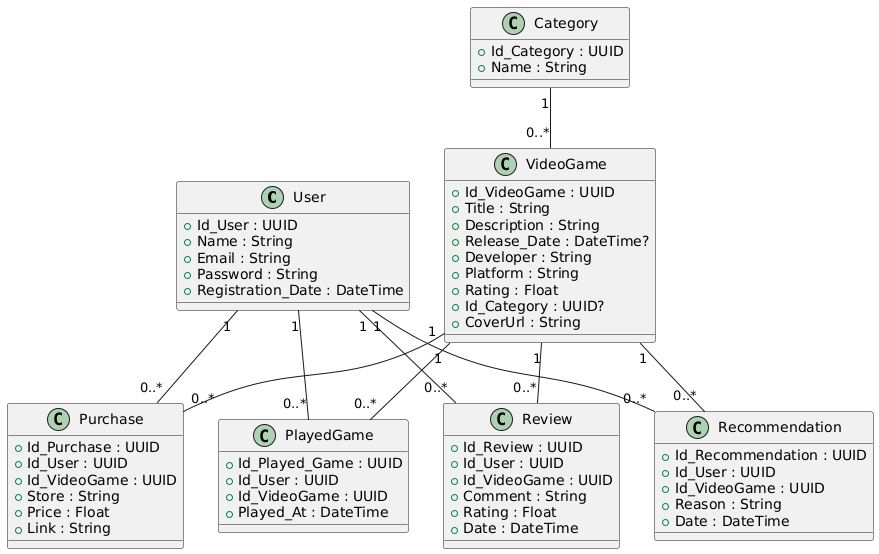 C Category
Id_Category : UUID
Name : String
1
0..*
C VideoGame
Id_VideoGame : UUID
Title : String
Description : String
Release_Date : DateTime?
Developer : String
Platform : String
Rating : Float
Id_Category : UUID?
CoverUrl : String
C User
Id_User : UUID
Name : String
Email : String
Password : String
Registration_Date : DateTime
1 1 1 1 1 1 1 1
0..* 0..* 0..* 0..* 0..* 0..* 0..* 0..*
C Purchase
Id_Purchase : UUID
Id_User : UUID
Id_VideoGame : UUID
Store : String
Price : Float
Link : String
C PlayedGame
Id_Played_Game : UUID
Id_User : UUID
Id_VideoGame : UUID
Played_At : DateTime
C Review
Id_Review : UUID
Id_User : UUID
Id_VideoGame : UUID
Comment : String
Rating : Float
Date : DateTime
C Recommendation
Id_Recommendation : UUID
Id_User : UUID
Id_VideoGame : UUID
Reason : String
Date : DateTime